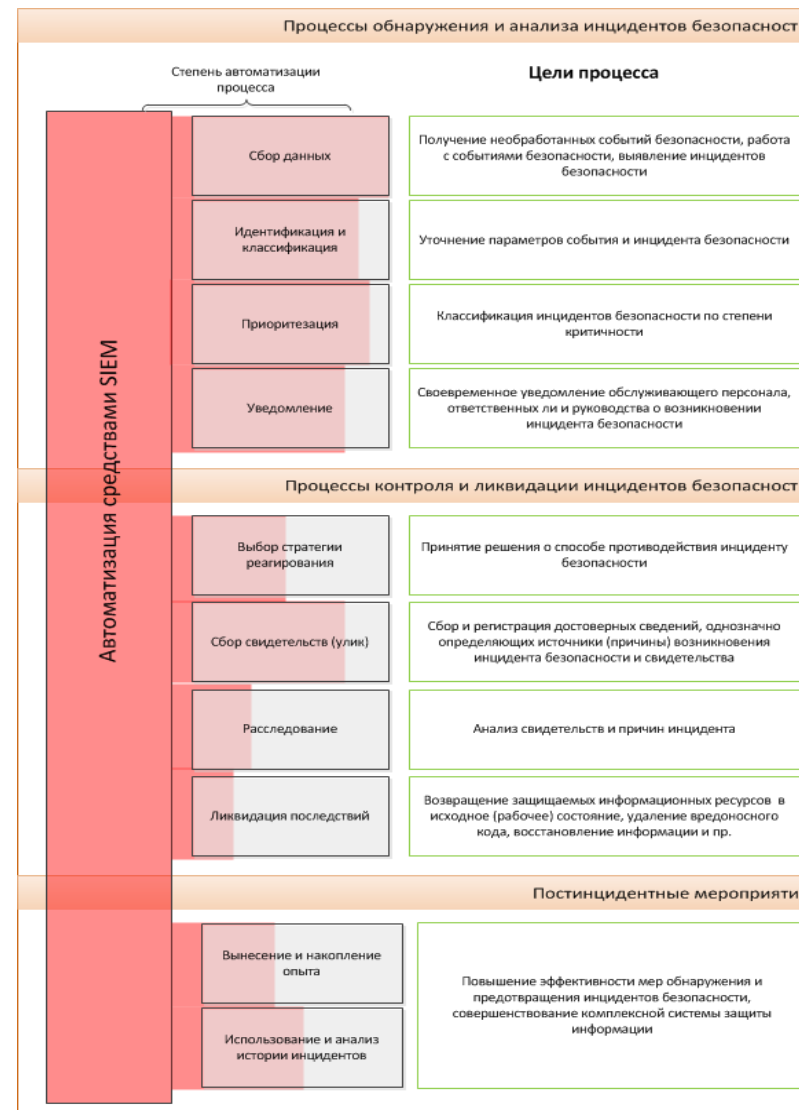 Процессы обнаружения и анализа инцидентов безопасност
Степень автоматизации
процесса
Цели процесса
Автоматизация средствами SIEM
Сбор данных
Получение необработанных событий безопасности, работа
с событиями безопасности, выявление инцидентов
безопасности
Идентификация и
классификация
Уточнение параметров события и инцидента безопасности
Приоритезация
Классификация инцидентов безопасности по степени
критичности
Уведомление
Своевременное уведомление обслуживающего персонала,
ответственных ли и руководства о возникновении
инцидента безопасности
Процессы контроля и ликвидации инцидентов безопасност
Выбор стратегии
реагирования
Принятие решения о способе противодействия инциденту
безопасности
Сбор свидетельств (улик)
Сбор и регистрация достоверных сведений, однозначно
определяющих источники (причины) возникновения
инцидента безопасности и свидетельства
Расследование
Анализ свидетельств и причин инцидента
Ликвидация последствий
Возвращение защищаемых информационных ресурсов в
исходное (рабочее) состояние, удаление вредоносного
кода, восстановление информации и пр.
Постинцидентные мероприяти
Вынесение и накопление
опыта
Использование и анализ
истории инцидентов
Повышение эффективности мер обнаружения и
предотвращения инцидентов безопасности,
совершенствование комплексной системы защиты
информации